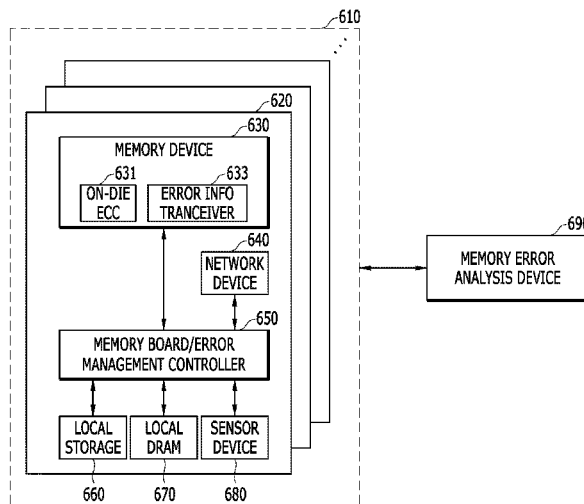 610
620
630
MEMORY DEVICE
631
633
ON-DIE
ECC
ERROR INFO
TRANCEIVER
640
NETWORK
DEVICE
690
MEMORY ERROR
ANALYSIS DEVICE
650
MEMORY BOARD/ERROR
MANAGEMENT CONTROLLER
LOCAL
STORAGE
LOCAL
DRAM
SENSOR
DEVICE
660
670
680